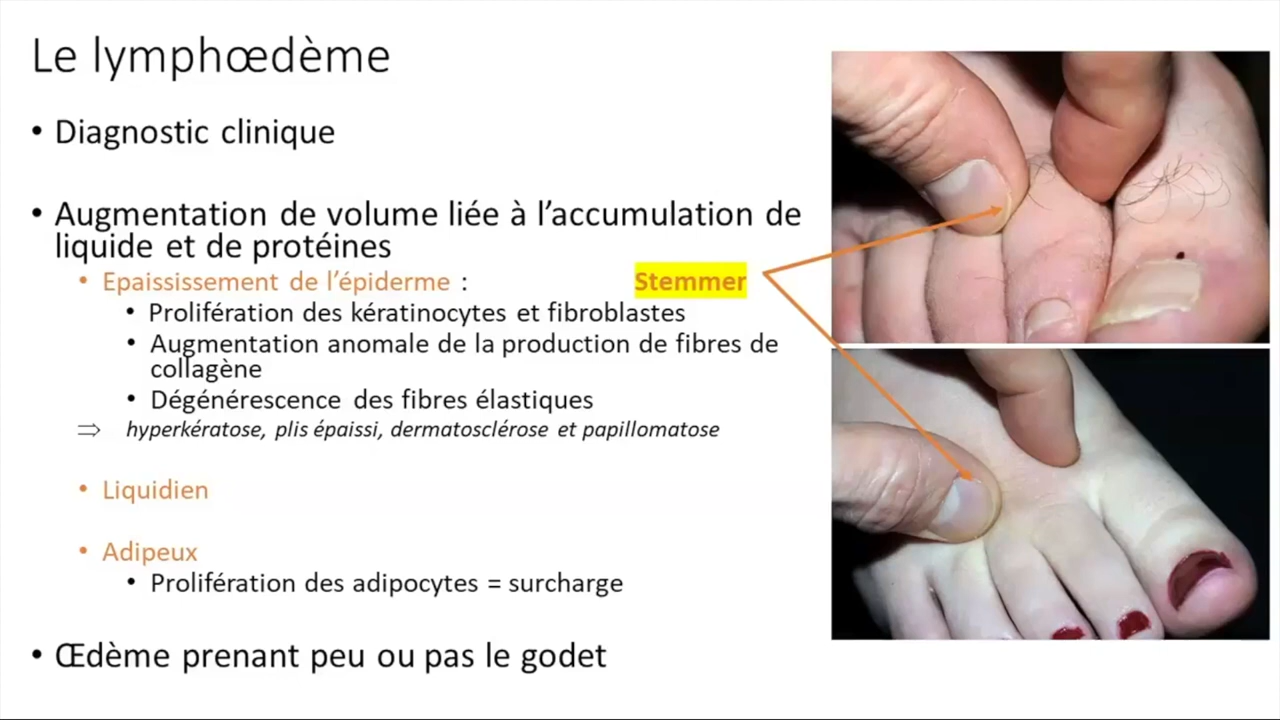 Le lymphœdème
• Diagnostic clinique
• Augmentation de volume liée à l’accumulation de
liquide et de protéines
• Epaississement de l’épiderme : Stemmer
• Prolifération des kératinocytes et fibroblastes
• Augmentation anomale de la production de fibres de
collagène
• Dégénérescence des fibres élastiques
⇒ hyperkératose, plis épaissi, dermatosclérose et papillomatose
• Liquidien
• Adipeux
• Prolifération des adipocytes = surcharge
• Œdème prenant peu ou pas le godet